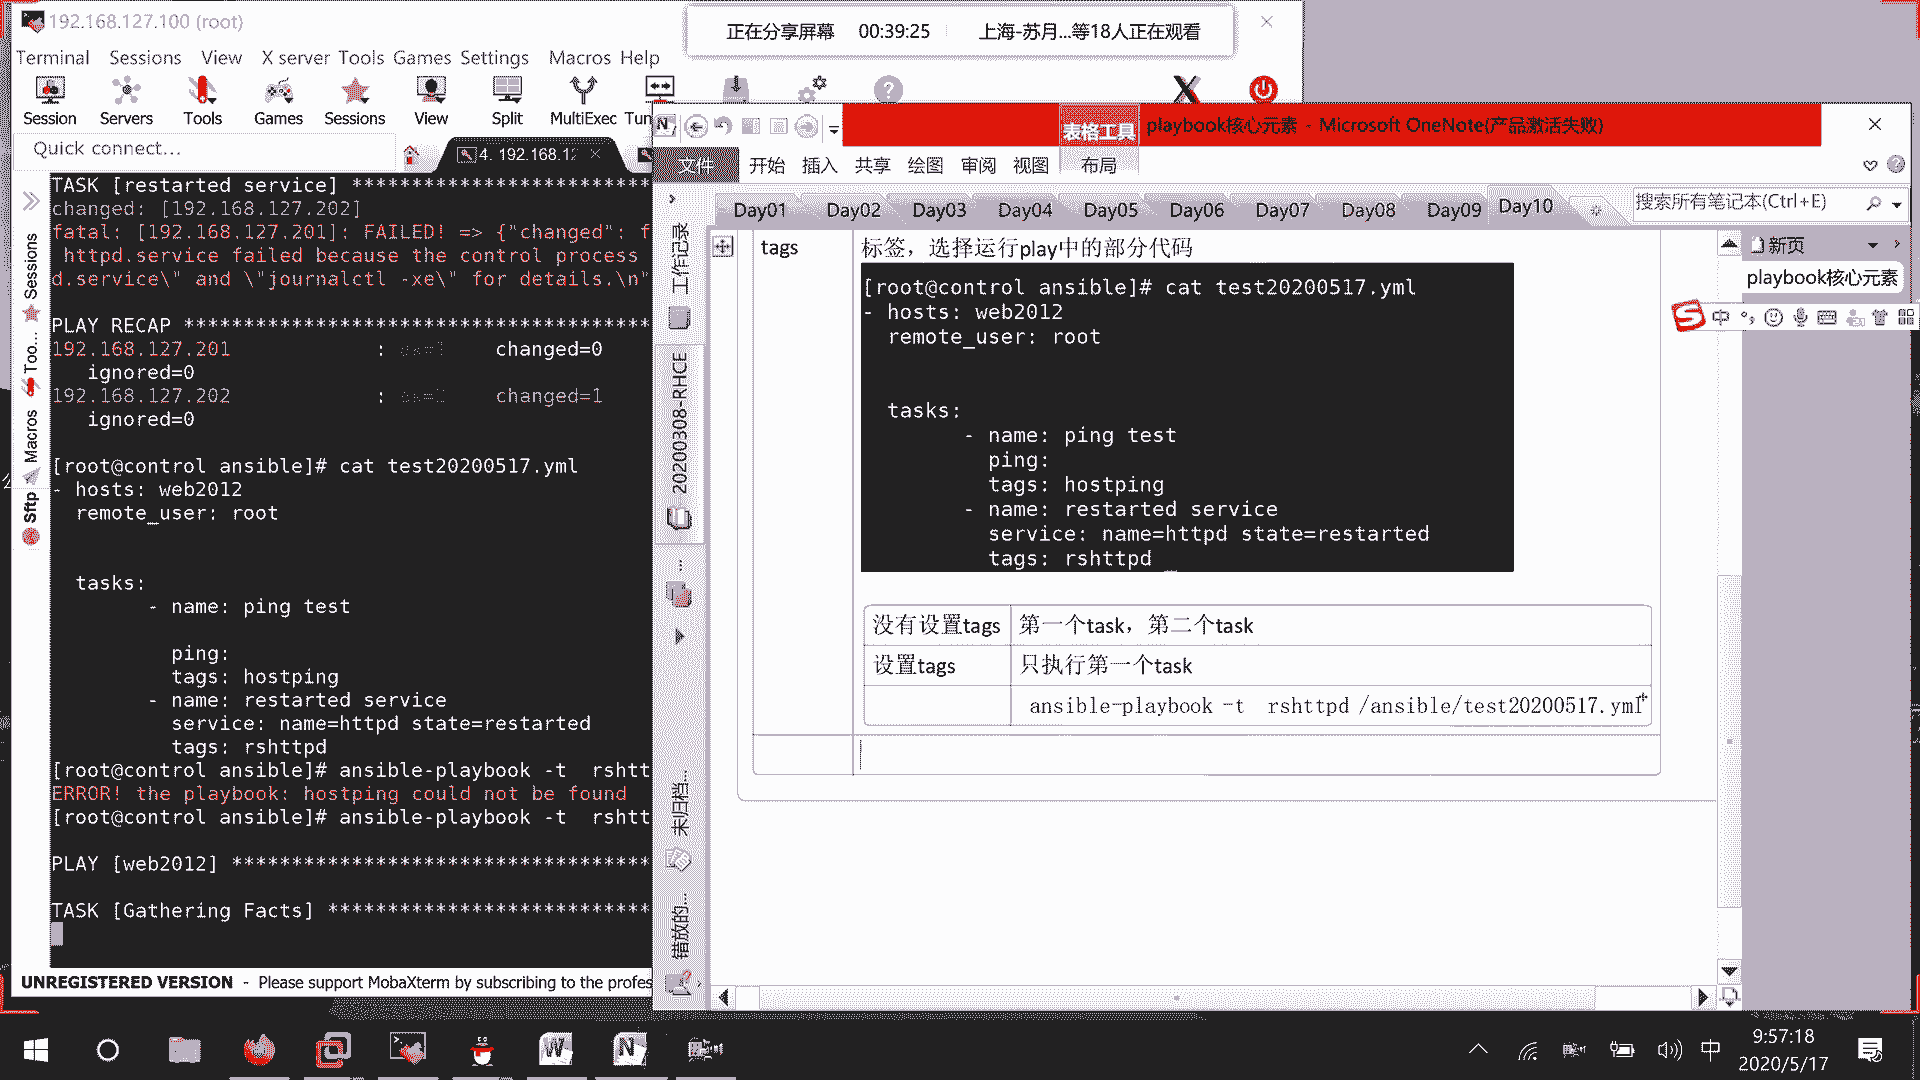 192.168.127.100 (root)
正在分享屏幕 00:39:25 上海-苏月...等18人正在观看
Terminal Sessions View X server Tools Games Settings Macros Help
Session Servers Tools Games Sessions View Split MultiExec Tun
Quick connect...
4. 192.168.12
TASK [restarted service] *************************
changed: [192.168.127.202]
fatal: [192.168.127.201]: FAILED! => {"changed": f
httpd.service failed because the control process
d.service\" and \"journalctl -xe\" for details.\n"
PLAY RECAP ***************************************
192.168.127.201 : changed=0
ignored=0
192.168.127.202 : changed=1
ignored=0
[root@control ansible]# cat test20200517.yml
- hosts: web2012
remote_user: root
tasks:
- name: ping test
ping:
tags: hostping
- name: restarted service
service: name=httpd state=restarted
tags: rshttpd
[root@control ansible]# ansible-playbook -t rshtt
ERROR! the playbook: hostping could not be found
[root@control ansible]# ansible-playbook -t rshtt
PLAY [web2012] ***********************************
TASK [Gathering Facts] ***************************
UNREGISTERED VERSION - Please support MobaXterm by subscribing to the profes
Sessions
Too...
Macros
Sftp
表格工具
playbook核心元素 - Microsoft OneNote(产品激活失败)
文件 开始 插入 共享 绘图 审阅 视图 布局
Day01 Day02 Day03 Day04 Day05 Day06 Day07 Day08 Day09 Day10
搜索所有笔记本(Ctrl+E)
工作记录
20200308-RHCE
...
未归档...
错放的...
新页
playbook核心元素
中
tags
标签，选择运行play中的部分代码
[root@control ansible]# cat test20200517.yml
- hosts: web2012
remote_user: root
tasks:
- name: ping test
ping:
tags: hostping
- name: restarted service
service: name=httpd state=restarted
tags: rshttpd
没有设置tags 第一个task，第二个task
设置tags 只执行第一个task
ansible-playbook -t rshttpd /ansible/test20200517.yml
中
9:57:18
2020/5/17